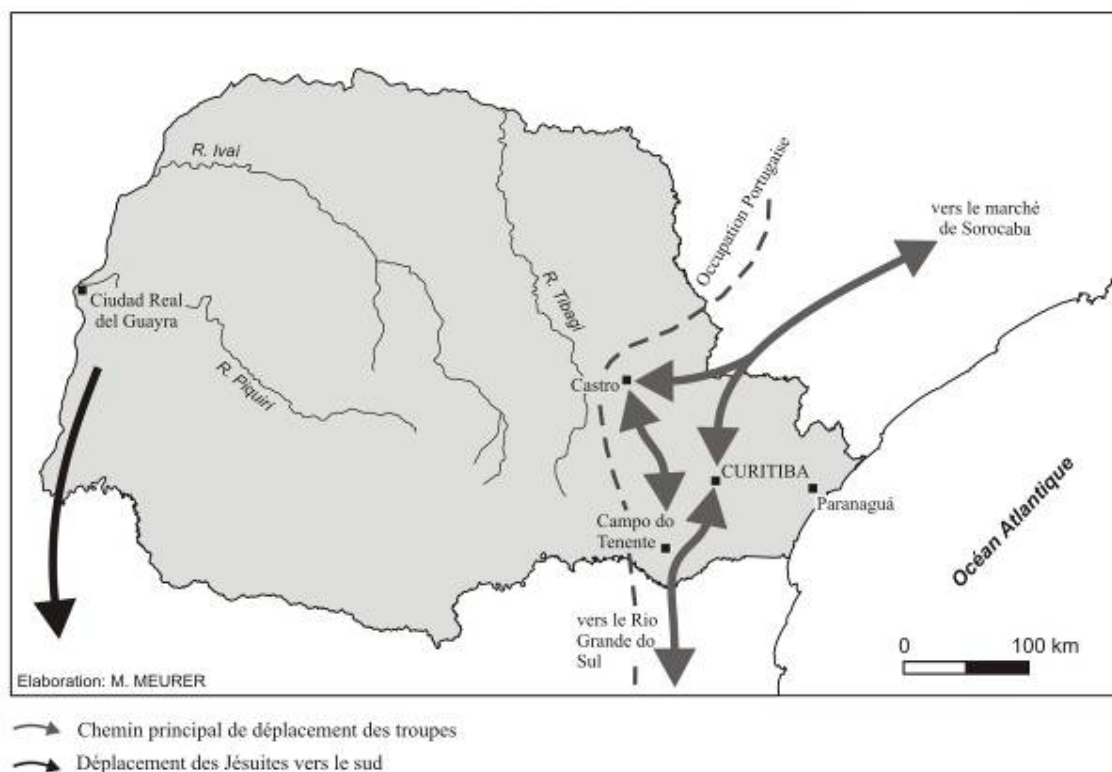 R. Ivaí
Occupation Portugaise
vers le marché
de Sorocaba
Ciudad Real
del Guayra
R. Tibagi
R. Piquirí
Castro
CURITIBA
Paranaguá
Campo do
Tenente
Océan Atlantique
vers le Rio
Grande do
Sul
0 100 km
Elaboration: M. MEURER
Chemin principal de déplacement des troupes
Déplacement des Jésuites vers le sud